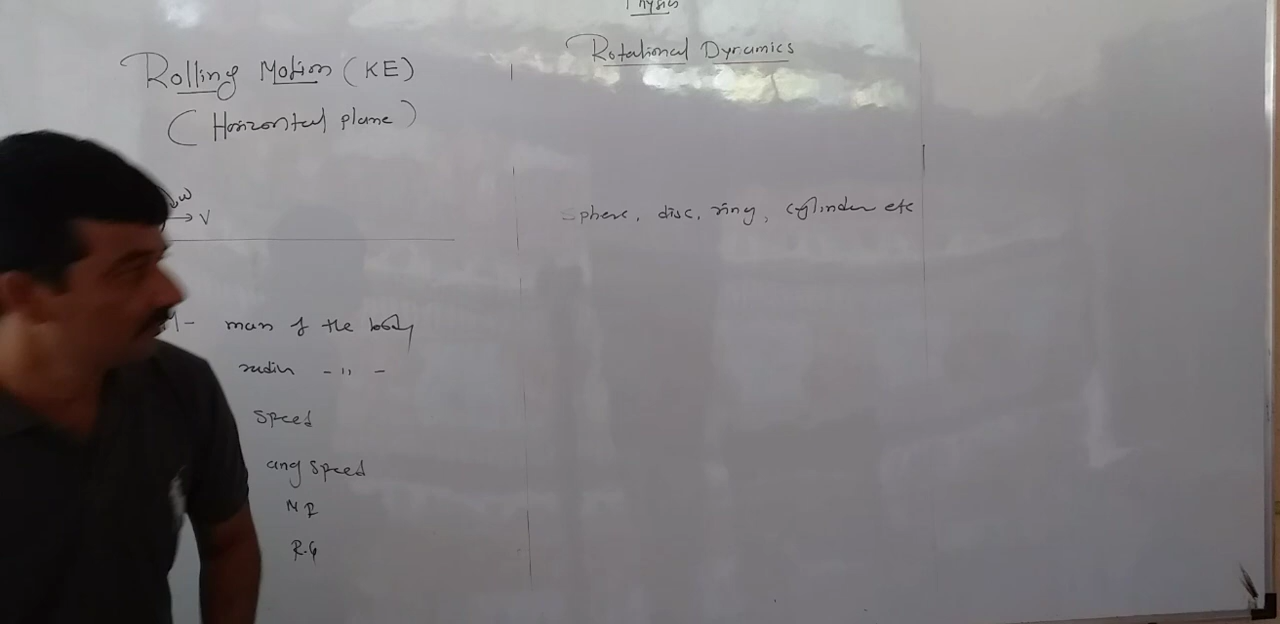 Physics
Rotational Dynamics
Rolling Motion (KE)
(Horizontal plane)
ω
V
Sphere, disc, ring, cylinder etc
M - mass of the body
radius - " -
Speed
ang speed
R.G